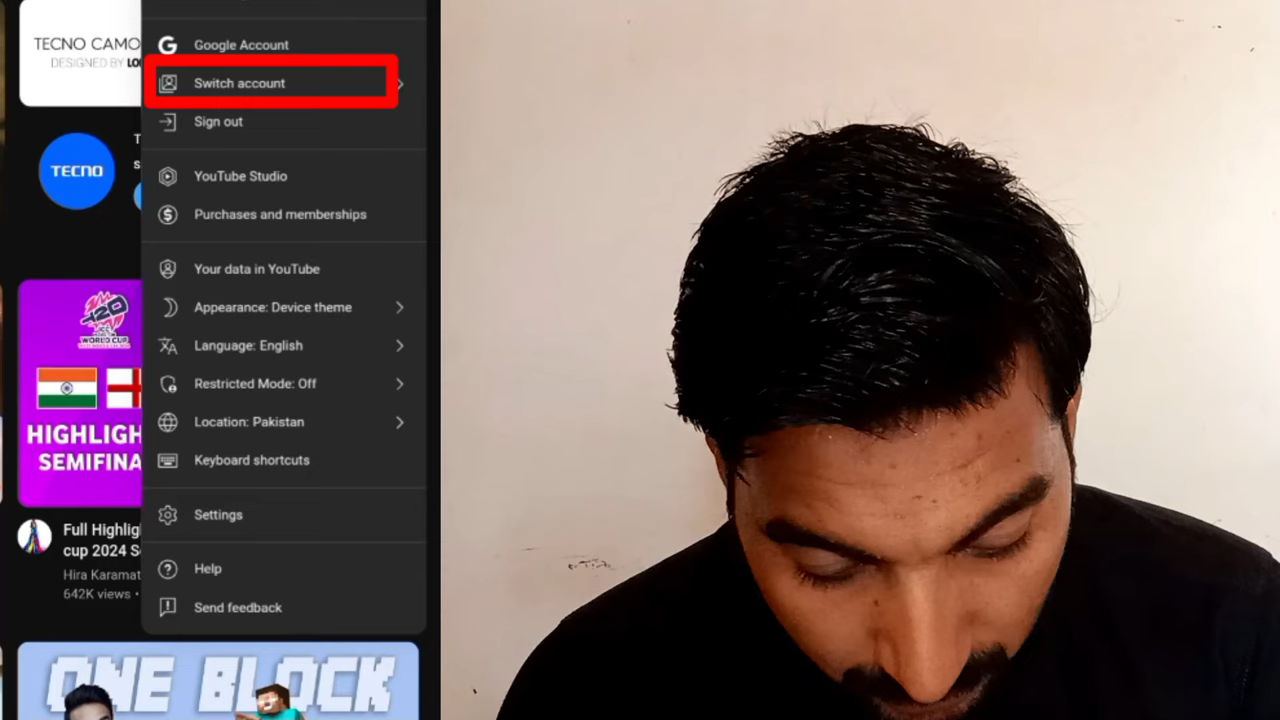 TECNO CAMO
DESIGNED BY LO
TECNO
Google Account
Switch account
Sign out
YouTube Studio
Purchases and memberships
Your data in YouTube
Appearance: Device theme
Language: English
Restricted Mode: Off
Location: Pakistan
Keyboard shortcuts
Settings
Help
Send feedback
T20
WORLD CUP
HIGHLIGH
SEMIFINA
Full Highlig
cup 2024 S
Hira Karamat
642K views •
ONE BLOCK